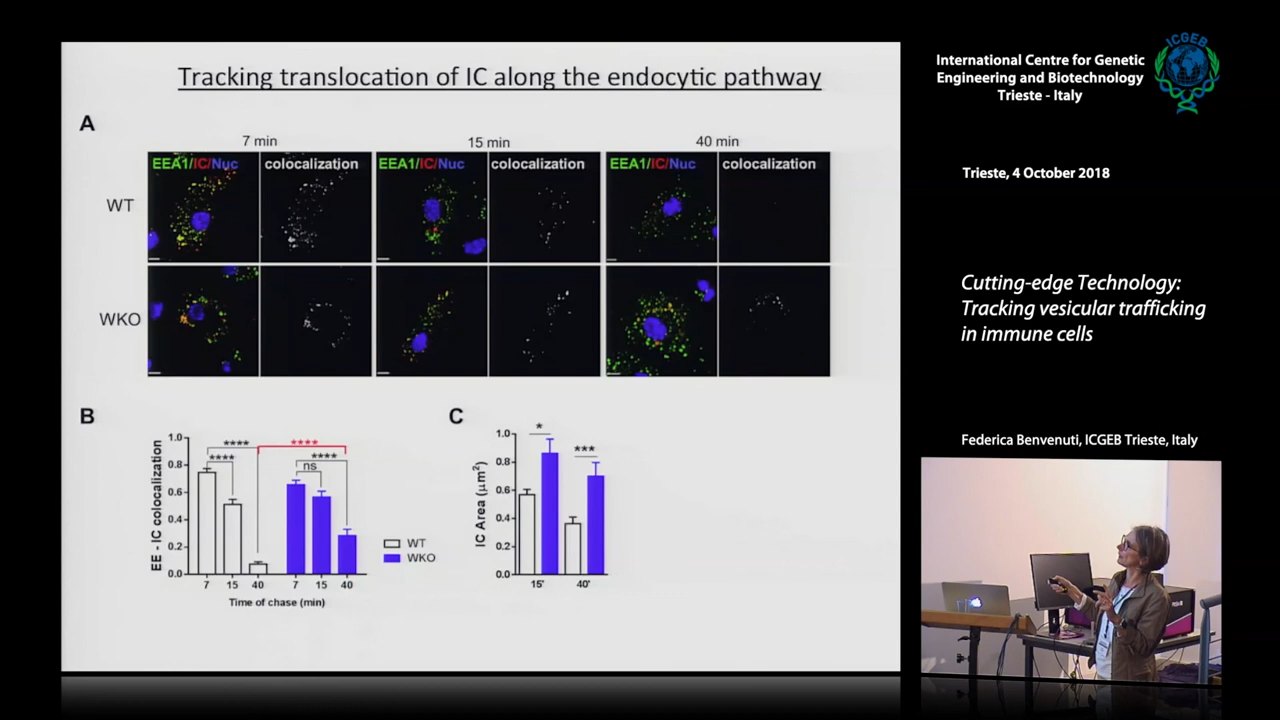 Tracking translocation of IC along the endocytic pathway
A
7 min
15 min
40 min
EEA1/IC/Nuc
colocalization
EEA1/IC/Nuc
colocalization
EEA1/IC/Nuc
colocalization
WT
WKO
B
EE - IC colocalization
1.0
0.8
0.6
0.4
0.2
0.0
****
****
****
****
ns
7
15
40
7
15
40
Time of chase (min)
WT
WKO
C
IC Area (μm²)
1.0
0.8
0.6
0.4
0.2
0.0
*
***
15'
40'
ICGEB
International Centre for Genetic
Engineering and Biotechnology
Trieste - Italy
Trieste, 4 October 2018
Cutting-edge Technology:
Tracking vesicular trafficking
in immune cells
Federica Benvenuti, ICGEB Trieste, Italy